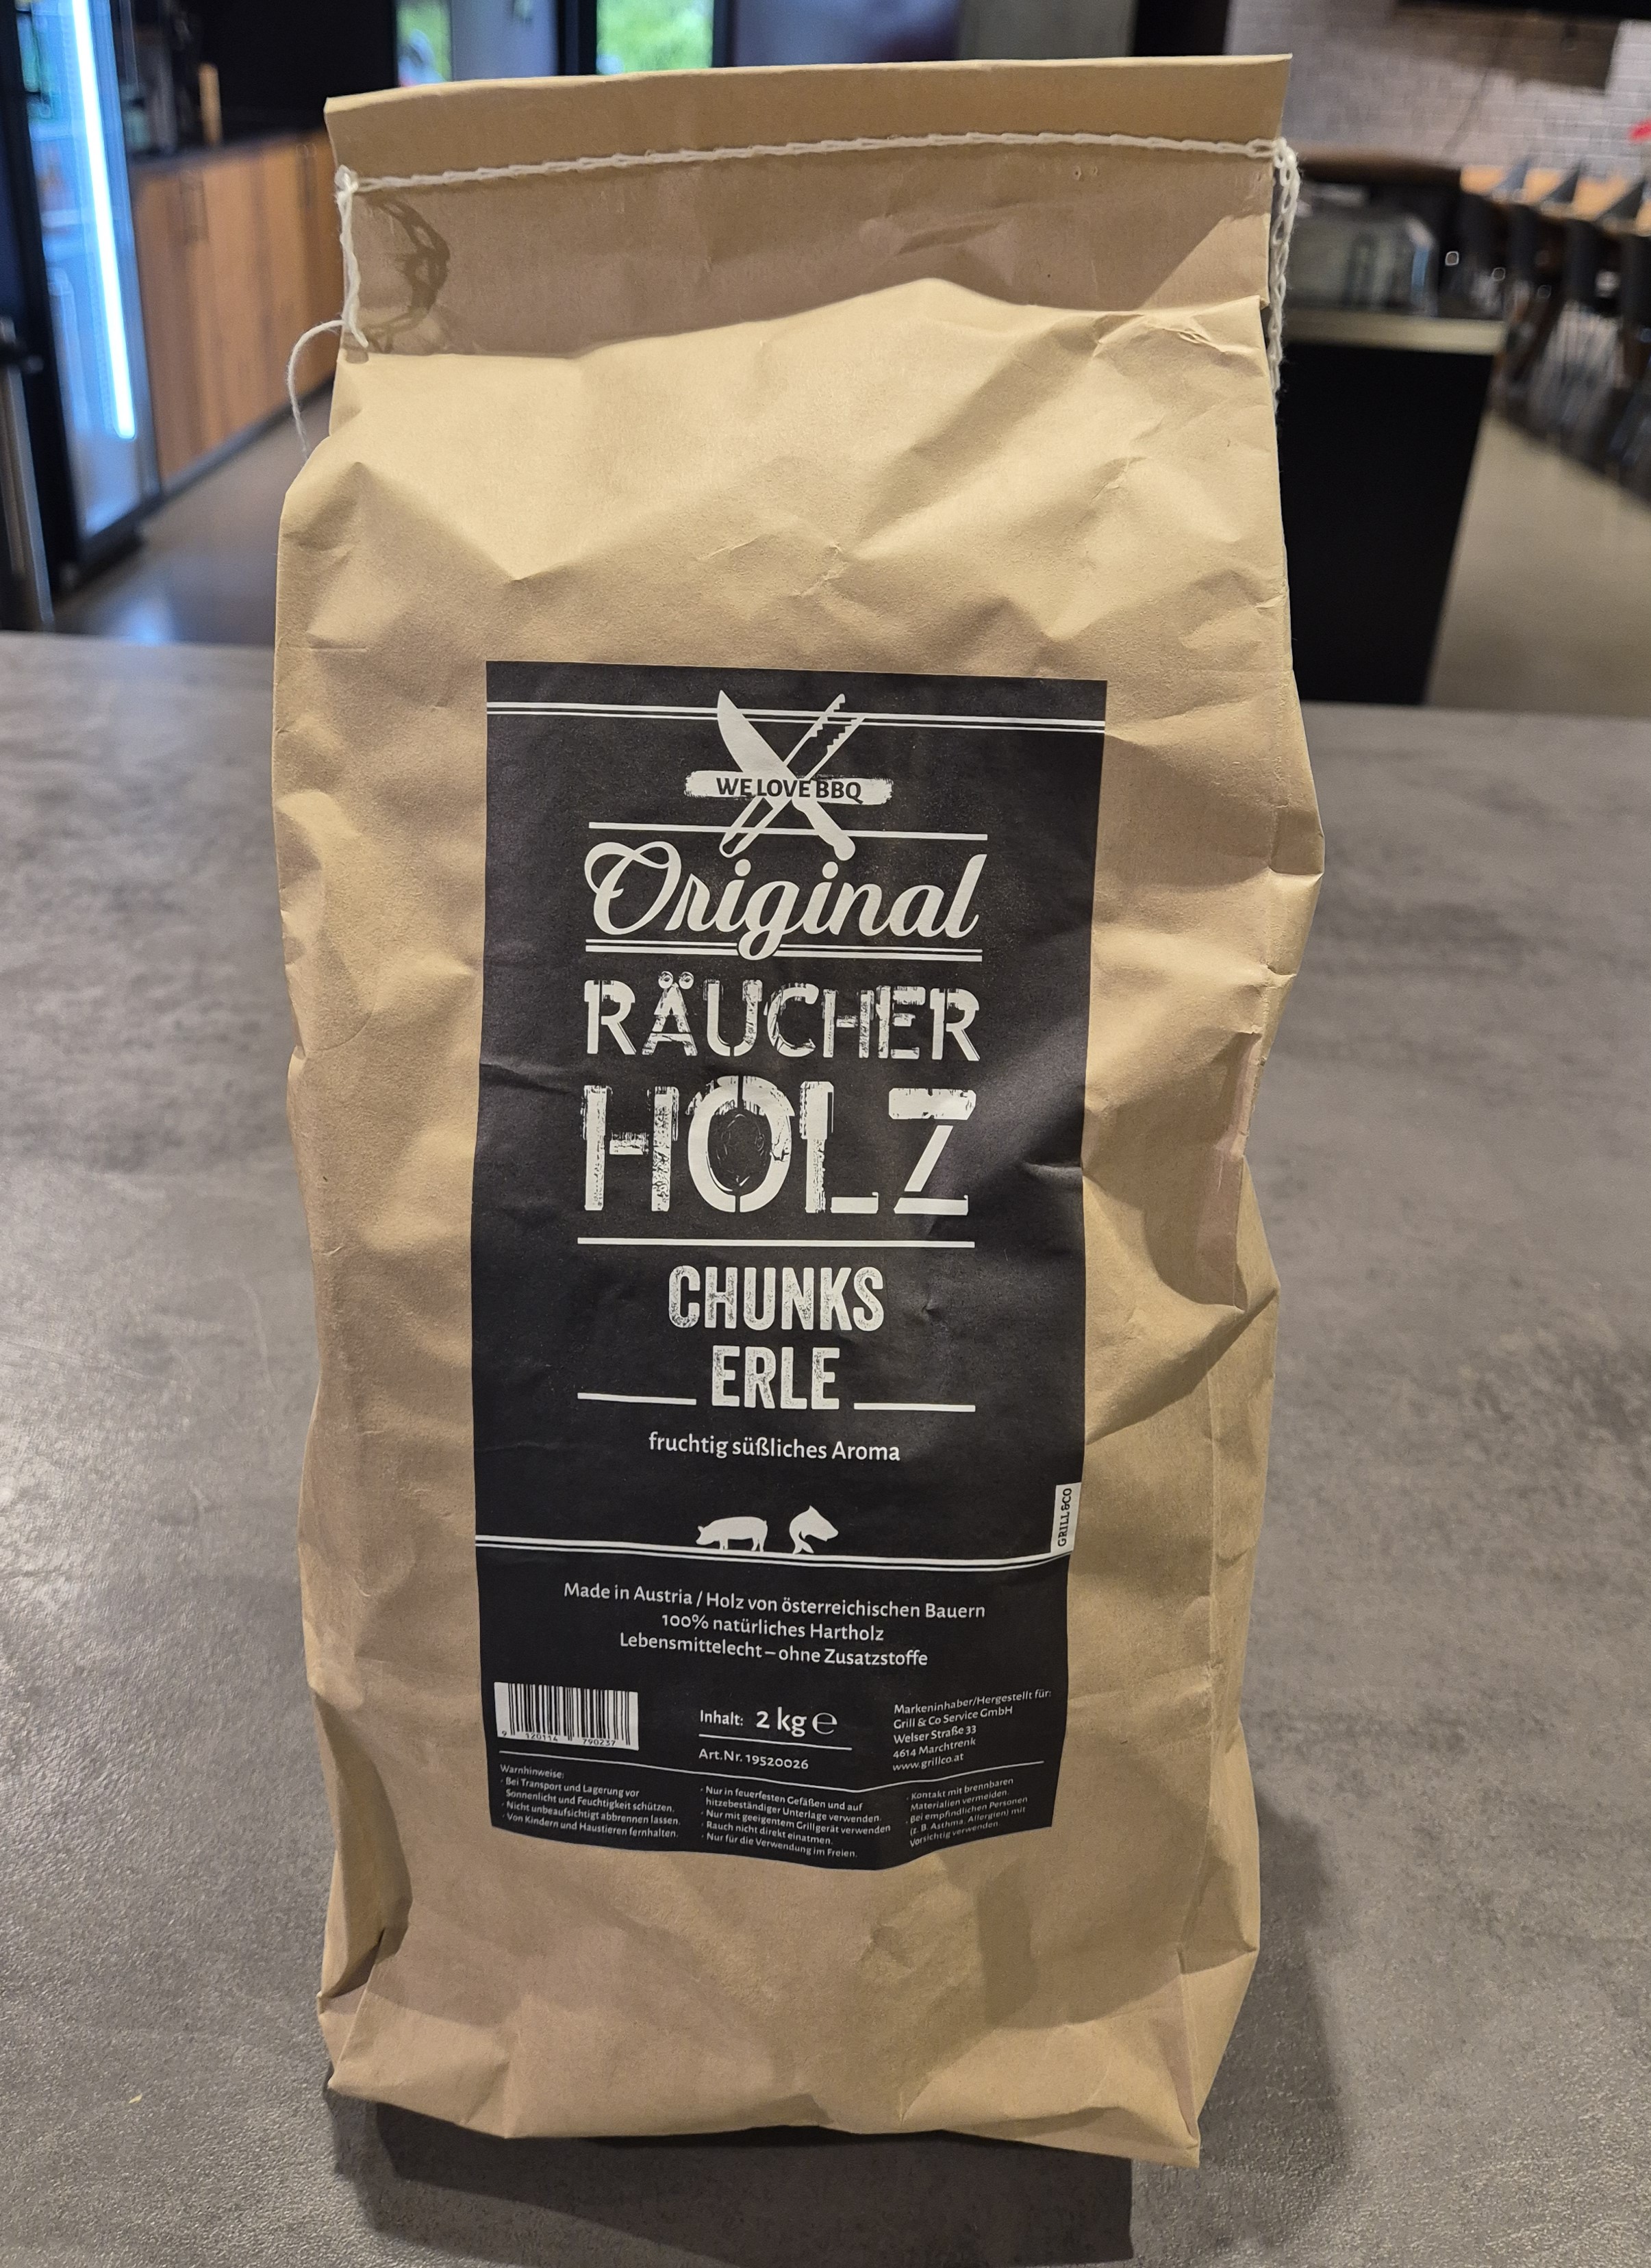 WE LOVE BBQ
Original
RÄUCHER
HOLZ
CHUNKS
ERLE
fruchtig süßliches Aroma
GRILL & CO
Made in Austria / Holz von österreichischen Bauern
100% natürliches Hartholz
Lebensmittelecht – ohne Zusatzstoffe
9 120114 790237
Inhalt: 2 kg ℮
Art.Nr. 19520026
Markeninhaber/Hergestellt für:
Grill & Co Service GmbH
Welser Straße 33
4614 Marchtrenk
www.grillco.at
Warnhinweise:
· Bei Transport und Lagerung vor
Sonnenlicht und Feuchtigkeit schützen.
· Nicht unbeaufsichtigt abbrennen lassen.
· Von Kindern und Haustieren fernhalten.
· Nur in feuerfesten Gefäßen und auf
hitzebeständiger Unterlage verwenden.
· Nur mit geeignetem Grillgerät verwenden
· Rauch nicht direkt einatmen.
· Nur für die Verwendung im Freien.
· Kontakt mit brennbaren
Materialien vermeiden.
· Bei empfindlichen Personen
(z. B. Asthma, Allergien) mit
Vorsichtig verwenden.